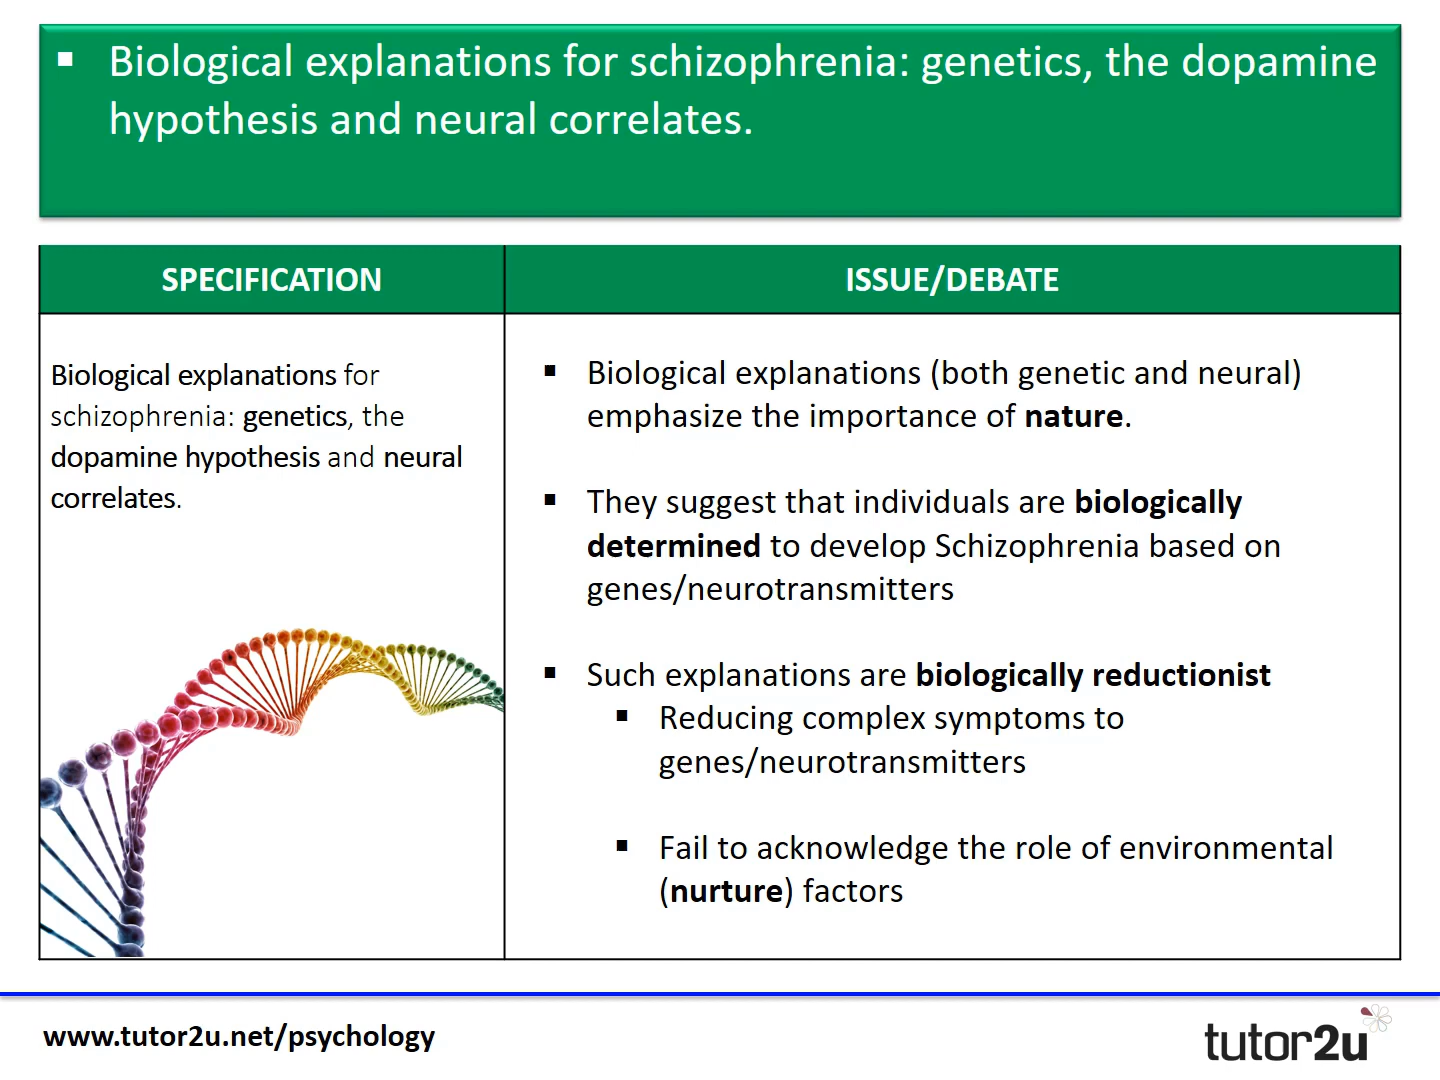 ▪ Biological explanations for schizophrenia: genetics, the dopamine
hypothesis and neural correlates.
SPECIFICATION
ISSUE/DEBATE
Biological explanations for
schizophrenia: genetics, the
dopamine hypothesis and neural
correlates.
▪ Biological explanations (both genetic and neural)
emphasize the importance of nature.
▪ They suggest that individuals are biologically
determined to develop Schizophrenia based on
genes/neurotransmitters
▪ Such explanations are biologically reductionist
▪ Reducing complex symptoms to
genes/neurotransmitters
▪ Fail to acknowledge the role of environmental
(nurture) factors
www.tutor2u.net/psychology
tutor2u